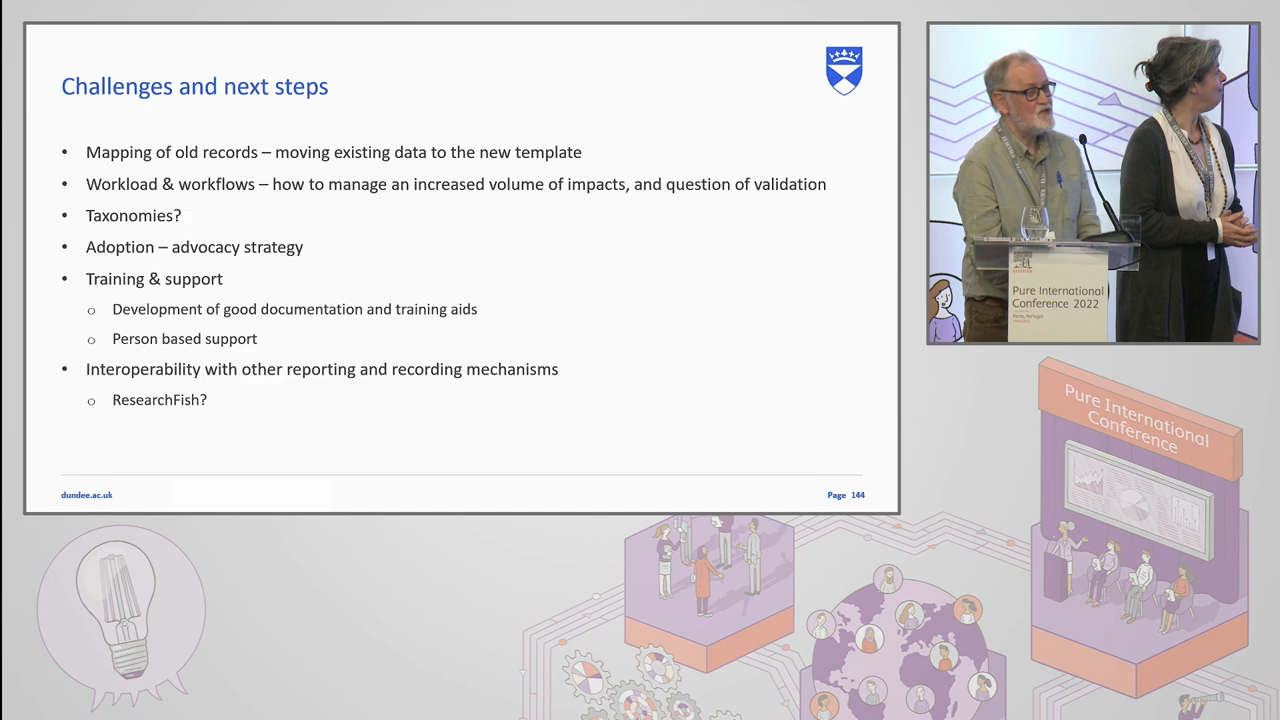 Challenges and next steps
• Mapping of old records – moving existing data to the new template
• Workload & workflows – how to manage an increased volume of impacts, and question of validation
• Taxonomies?
• Adoption – advocacy strategy
• Training & support
o Development of good documentation and training aids
o Person based support
• Interoperability with other reporting and recording mechanisms
o ResearchFish?
dundee.ac.uk
Page 144
Pure International
Conference 2022
Porto, Portugal
Pure International
Conference